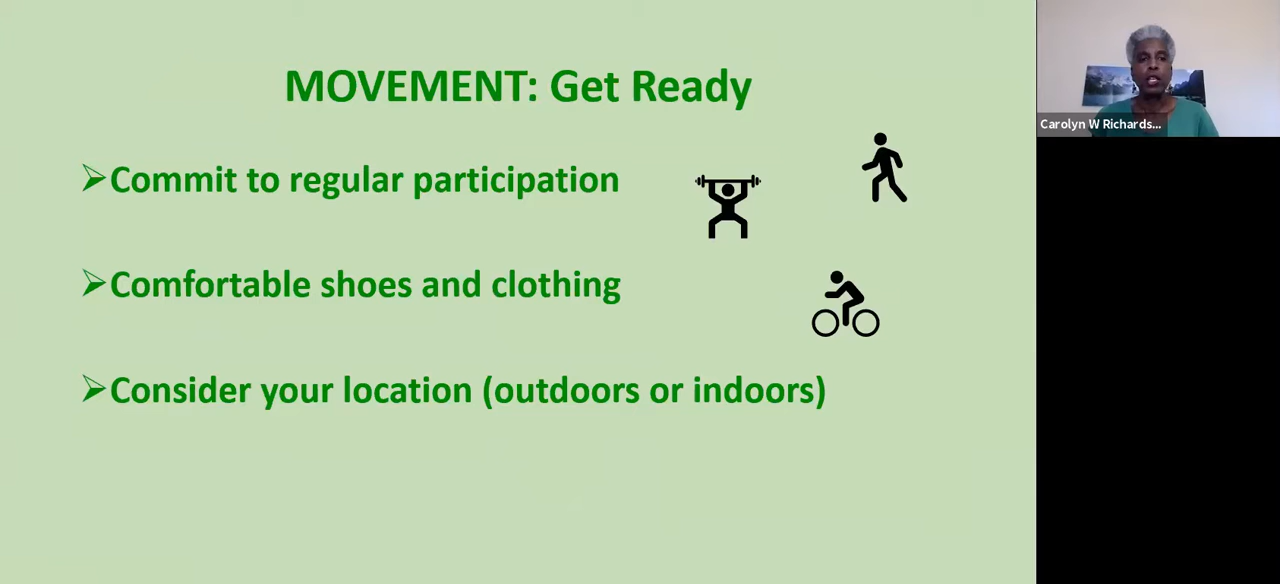 MOVEMENT: Get Ready
➢Commit to regular participation
➢Comfortable shoes and clothing
➢Consider your location (outdoors or indoors)
Carolyn W Richards...